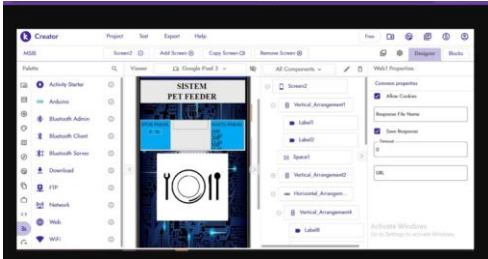 Creator
Project Test Export Help
Free
MSIB
Screen2
Add Screen
Copy Screen
Remove Screen
Designer
Blocks
Palette
Viewer
Google Pixel 3
All Components
Web1 Properties
Activity Starter
Arduino
Bluetooth Admin
Bluetooth Client
Bluetooth Server
Download
FTP
Network
Web
WiFi
SISTEM
PET FEEDER
Screen2
Vertical_Arrangement1
Label1
Label2
Space1
Vertical_Arrangement2
Horizontal_Arrangem...
Vertical_Arrangement4
Label8
Common properties
Allow Cookies
Response File Name
Save Response
Timeout
0
URL
Activate Windows
Go to Settings to activate Windows.